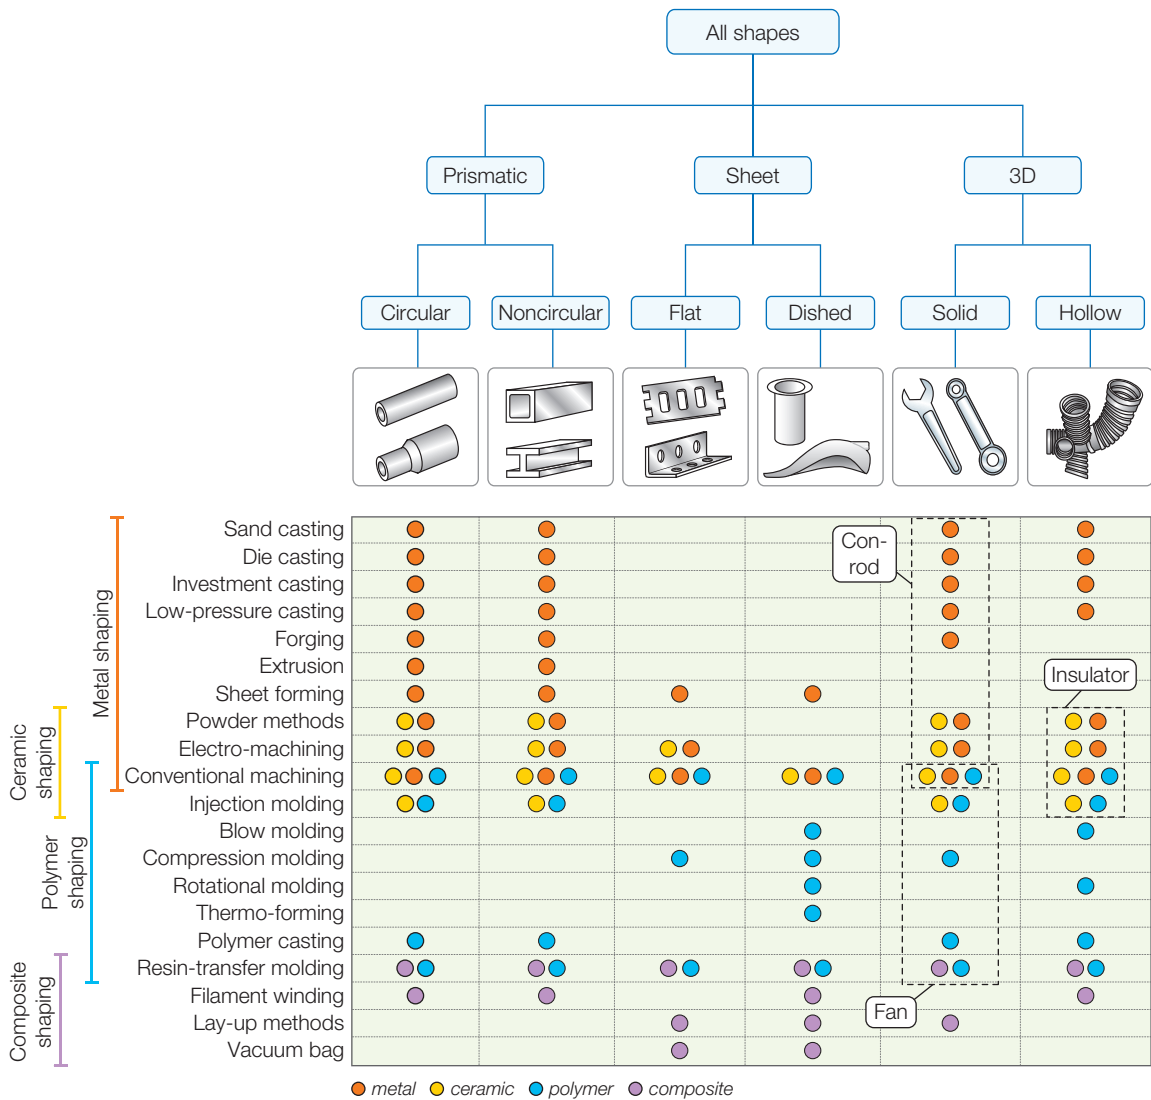 All shapes
Prismatic
Sheet
3D
Circular
Noncircular
Flat
Dished
Solid
Hollow
Metal shaping
Ceramic
shaping
Polymer
shaping
Composite
shaping
Sand casting
Die casting
Investment casting
Low-pressure casting
Forging
Extrusion
Sheet forming
Powder methods
Electro-machining
Conventional machining
Injection molding
Blow molding
Compression molding
Rotational molding
Thermo-forming
Polymer casting
Resin-transfer molding
Filament winding
Lay-up methods
Vacuum bag
Con-
rod
Insulator
Fan
metal
ceramic
polymer
composite